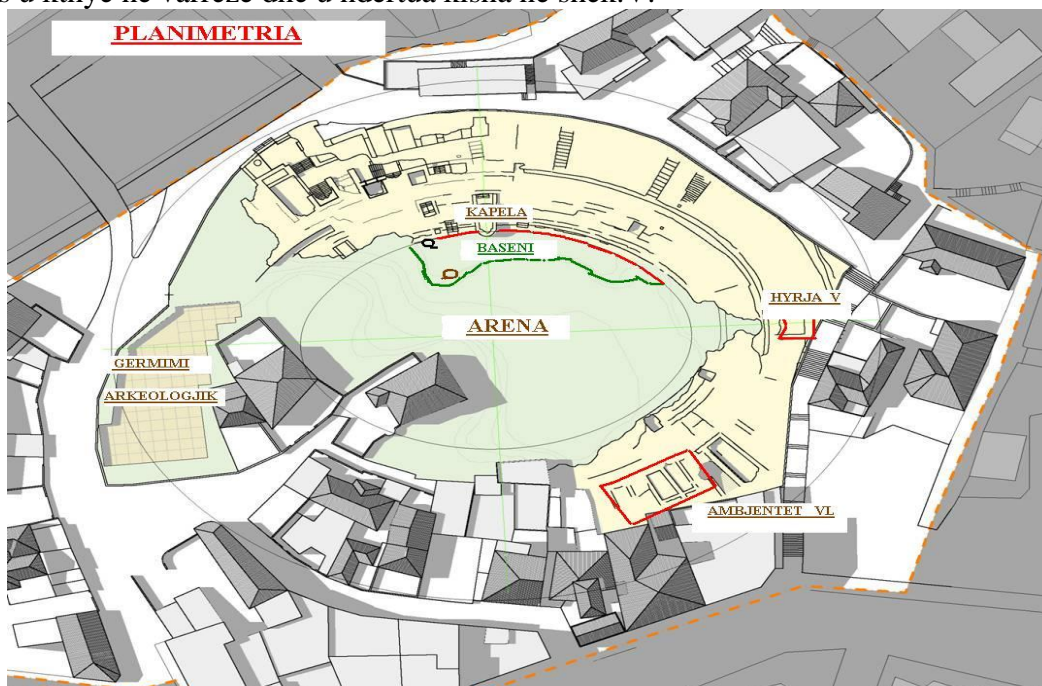 PLANIMETRIA
KAPELA
BASENI
HYRJA V
ARENA
GERMIMI
ARKEOLOGJIK
AMBJENTET VL